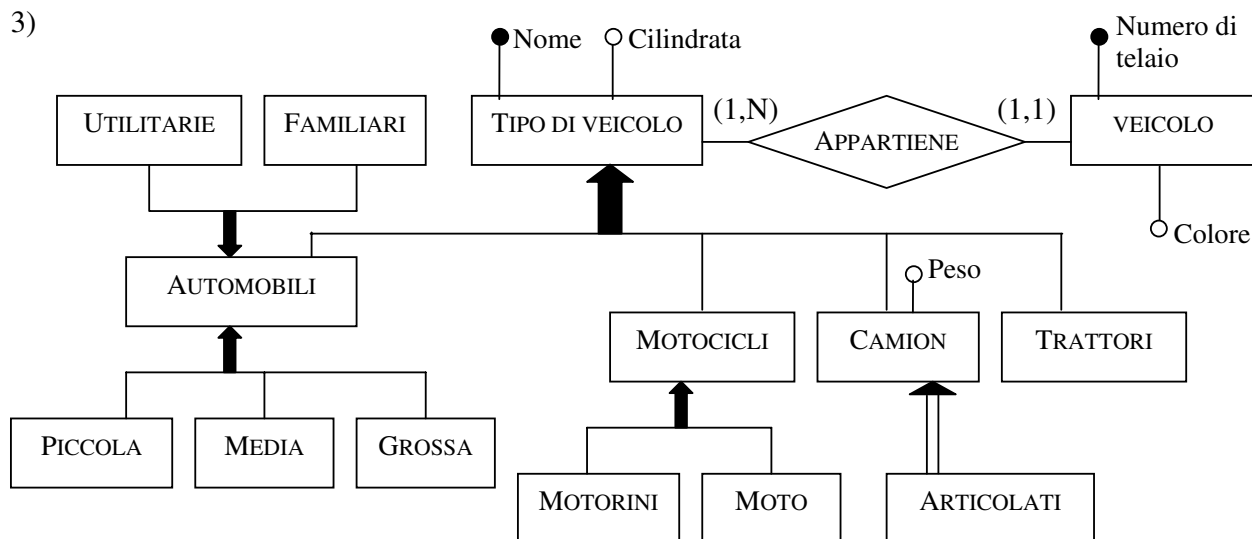 3)
Nome
Cilindrata
Numero di
telaio
UTILITARIE
FAMILIARI
TIPO DI VEICOLO
(1,N)
APPARTIENE
(1,1)
VEICOLO
Colore
AUTOMOBILI
Peso
MOTOCICLI
CAMION
TRATTORI
PICCOLA
MEDIA
GROSSA
MOTORINI
MOTO
ARTICOLATI